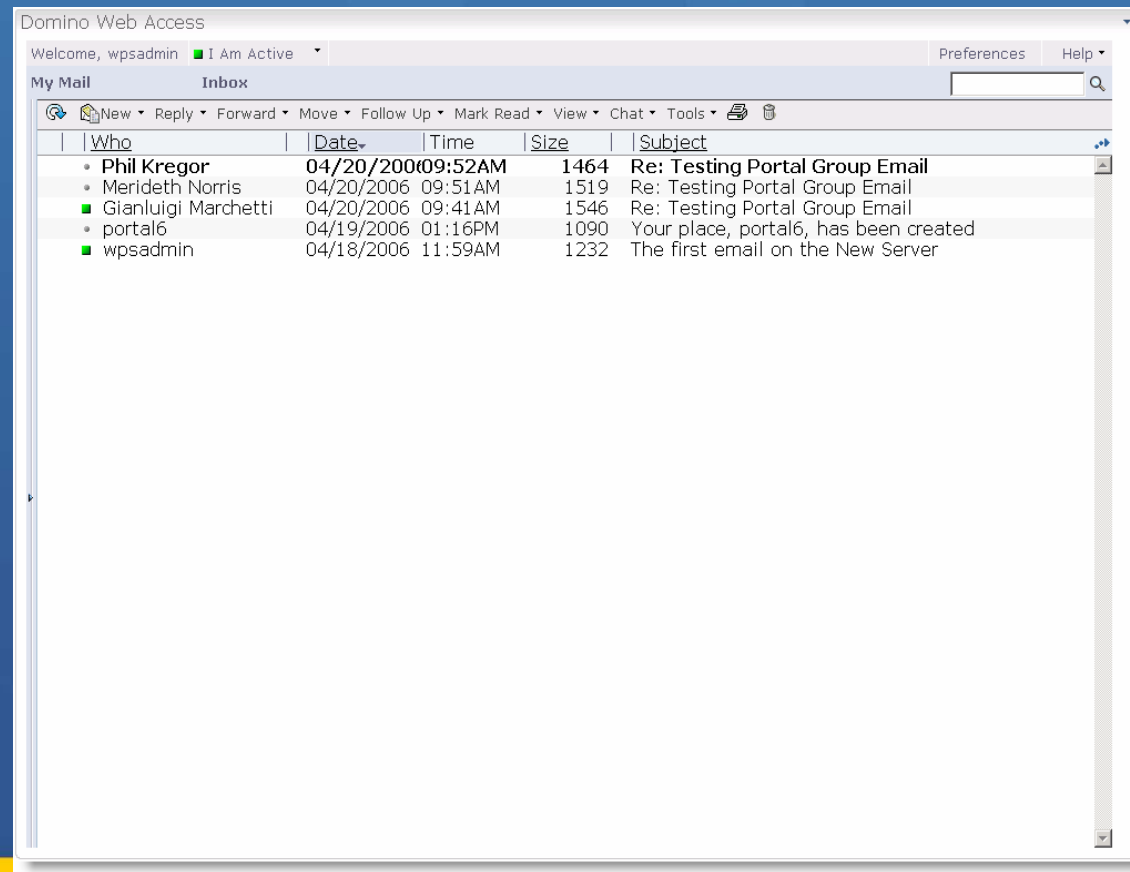 Domino Web Access
Welcome, wpsadmin I Am Active Preferences Help
My Mail Inbox
New Reply Forward Move Follow Up Mark Read View Chat Tools
Who Date Time Size Subject
Phil Kregor 04/20/200 09:52AM 1464 Re: Testing Portal Group Email
Merideth Norris 04/20/2006 09:51AM 1519 Re: Testing Portal Group Email
Gianluigi Marchetti 04/20/2006 09:41AM 1546 Re: Testing Portal Group Email
portal6 04/19/2006 01:16PM 1090 Your place, portal6, has been created
wpsadmin 04/18/2006 11:59AM 1232 The first email on the New Server